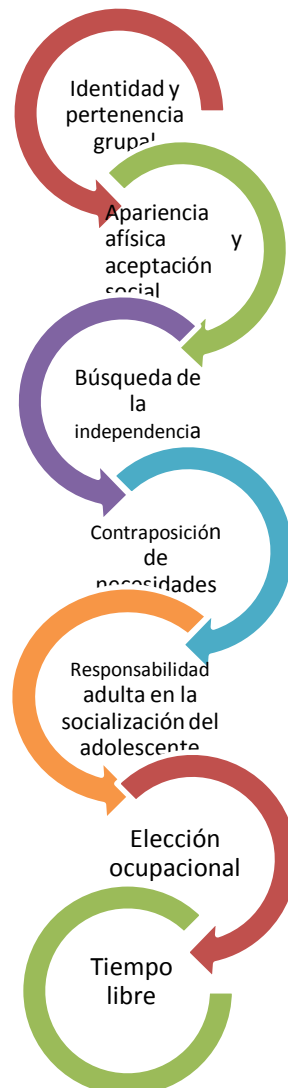 Identidad y
pertenencia
grupal
Apariencia
afísica y
aceptación
social
Búsqueda de
la
independencia
Contraposición
de
necesidades
Responsabilidad
adulta en la
socialización del
adolescente
Elección
ocupacional
Tiempo
libre